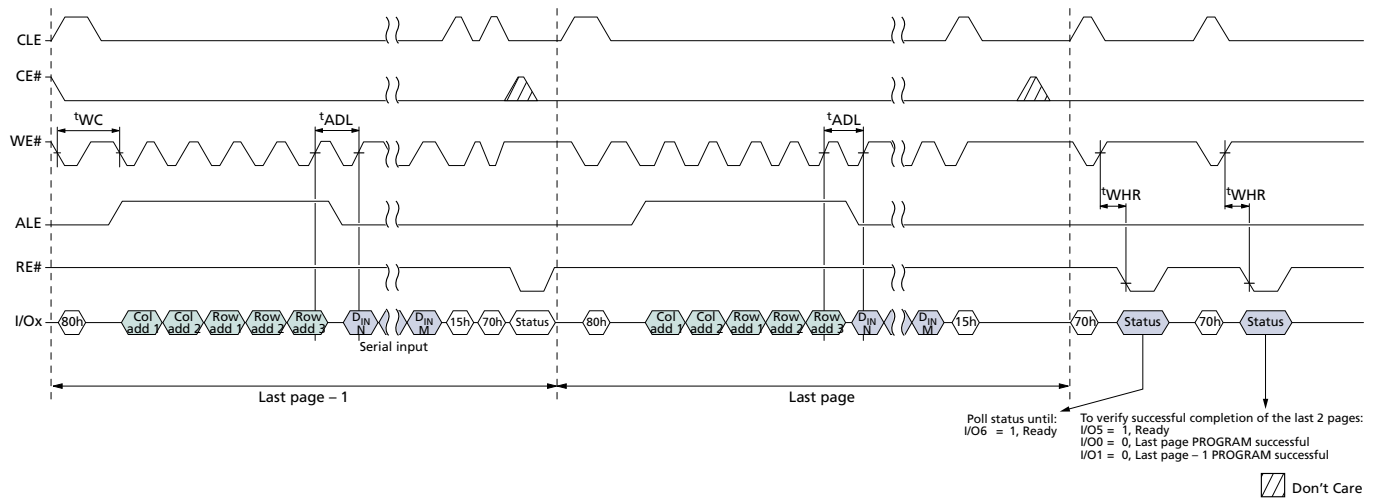 CLE
CE#
tWC
tADL
tADL
WE#
tWHR
tWHR
ALE
RE#
I/Ox
80h
Col add 1
Col add 2
Row add 1
Row add 2
Row add 3
DIN N
DIN M
15h
70h
Status
80h
Col add 1
Col add 2
Row add 1
Row add 2
Row add 3
DIN N
DIN M
15h
70h
Status
70h
Status
Serial input
Last page – 1
Last page
Poll status until:
I/O6 = 1, Ready
To verify successful completion of the last 2 pages:
I/O5 = 1, Ready
I/O0 = 0, Last page PROGRAM successful
I/O1 = 0, Last page – 1 PROGRAM successful
Don't Care